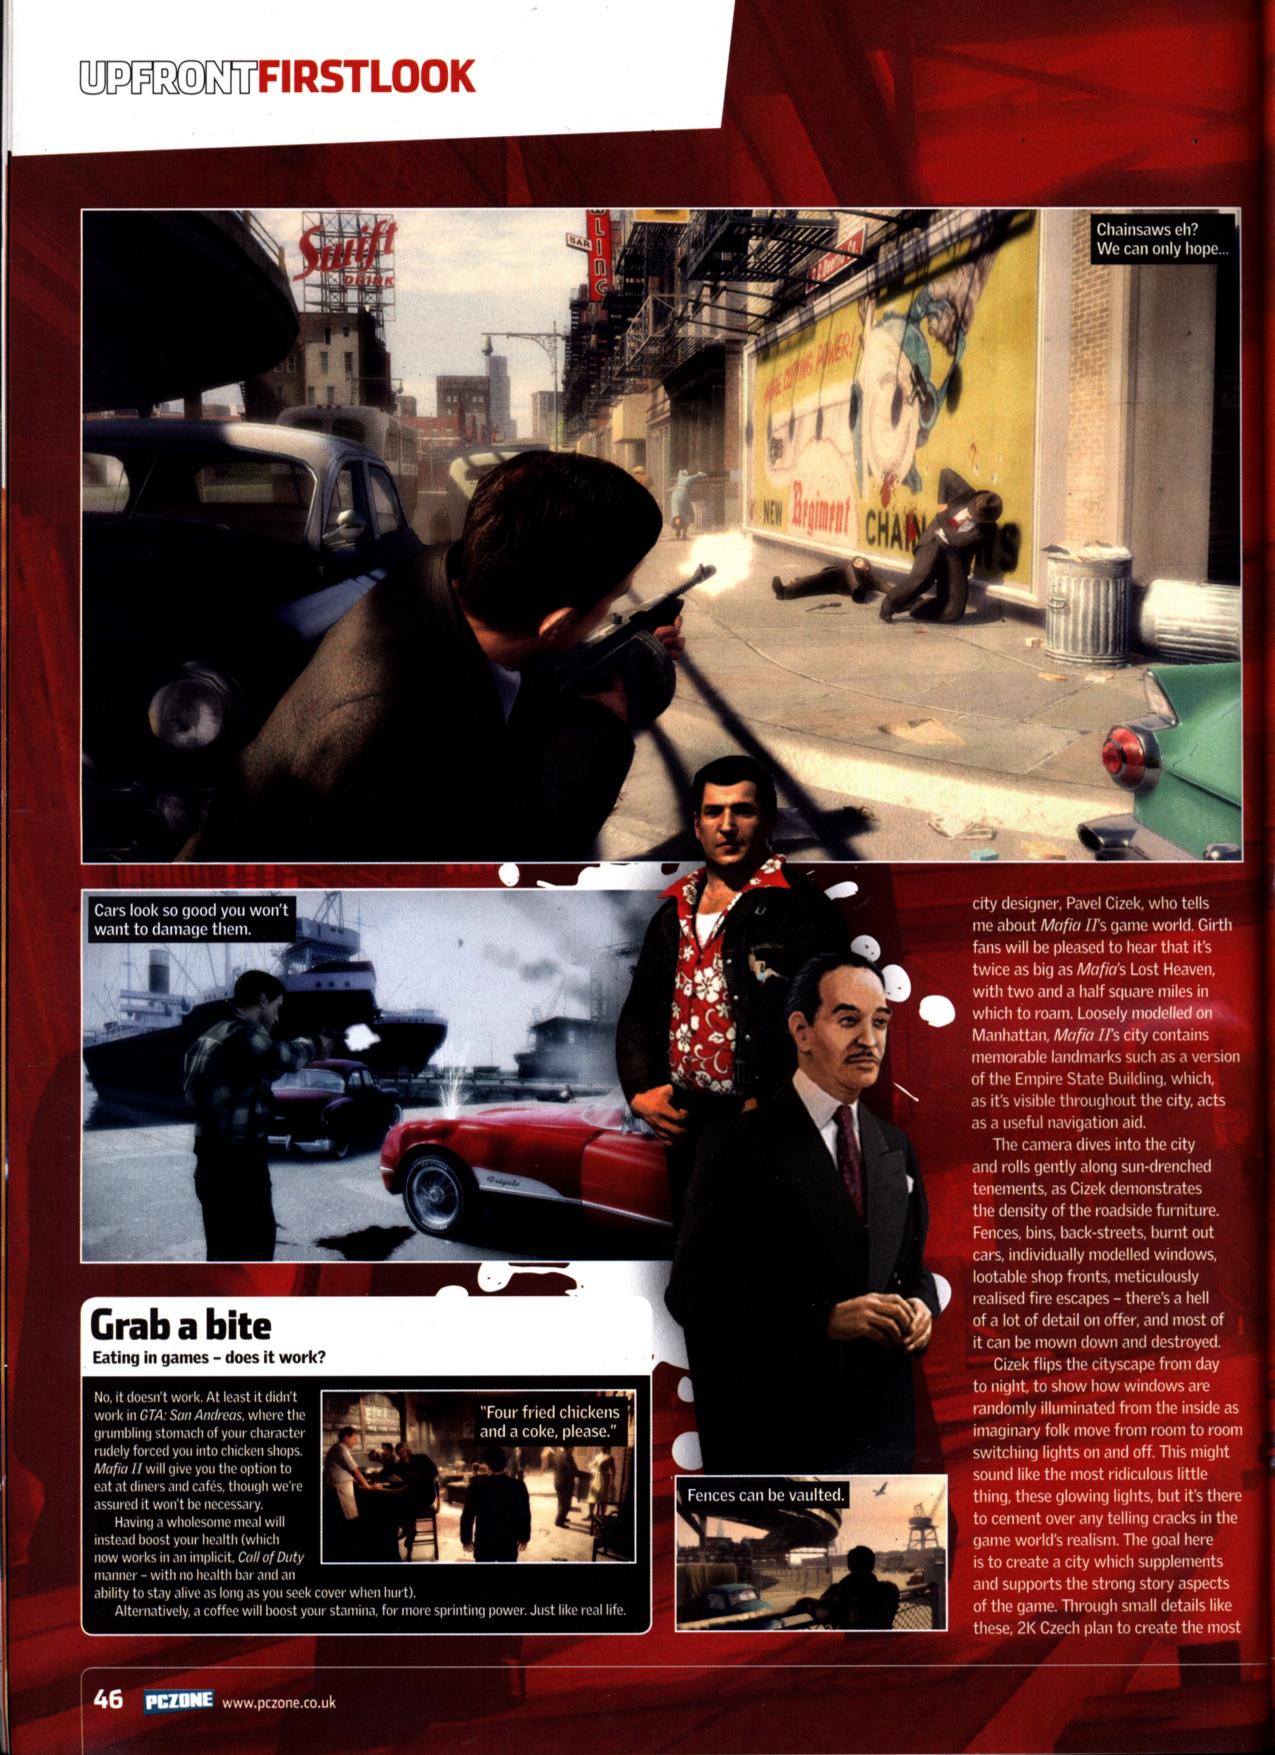 UPFRONTFIRSTLOOK
Chainsaws eh?
We can only hope...
Swift
DRINK
BAR
LING
MORE CUTTING POWER!
NEW
Regiment
Cars look so good you won't
want to damage them.
Grab a bite
Eating in games – does it work?
No, it doesn't work. At least it didn't
work in GTA: San Andreas, where the
grumbling stomach of your character
rudely forced you into chicken shops.
Mafia II will give you the option to
eat at diners and cafés, though we're
assured it won't be necessary.
Having a wholesome meal will
instead boost your health (which
now works in an implicit, Call of Duty
manner – with no health bar and an
ability to stay alive as long as you seek cover when hurt).
Alternatively, a coffee will boost your stamina, for more sprinting power. Just like real life.
"Four fried chickens
and a coke, please."
Fences can be vaulted.
city designer, Pavel Cizek, who tells
me about Mafia II's game world. Girth
fans will be pleased to hear that it's
twice as big as Mafia's Lost Heaven,
with two and a half square miles in
which to roam. Loosely modelled on
Manhattan, Mafia II's city contains
memorable landmarks such as a version
of the Empire State Building, which,
as it's visible throughout the city, acts
as a useful navigation aid.
The camera dives into the city
and rolls gently along sun-drenched
tenements, as Cizek demonstrates
the density of the roadside furniture.
Fences, bins, back-streets, burnt out
cars, individually modelled windows,
lootable shop fronts, meticulously
realised fire escapes – there's a hell
of a lot of detail on offer, and most of
it can be mown down and destroyed.
Cizek flips the cityscape from day
to night, to show how windows are
randomly illuminated from the inside as
imaginary folk move from room to room
switching lights on and off. This might
sound like the most ridiculous little
thing, these glowing lights, but it's there
to cement over any telling cracks in the
game world's realism. The goal here
is to create a city which supplements
and supports the strong story aspects
of the game. Through small details like
these, 2K Czech plan to create the most
46 PCZONE www.pczone.co.uk